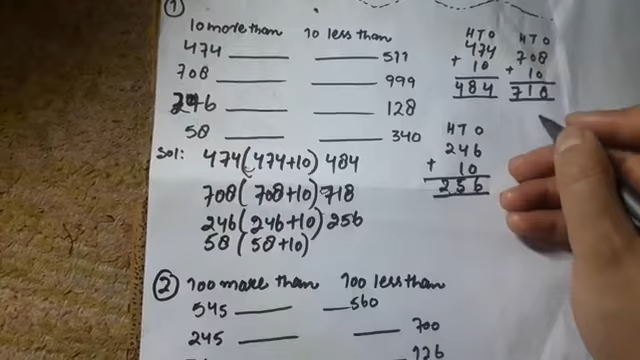 ①
10 more than 10 less than
474 ______ ______ 511
708 ______ ______ 999
246 ______ ______ 128
58 ______ ______ 340
Sol: 474(474+10) 484
708(708+10) 718
246(246+10) 256
58(58+10)
HTO
474
+ 10
484
HTO
708
+ 10
718
HTO
246
+ 10
256
② 100 more than 100 less than
545 ______ ___ 560
245 ______ ______ 700
126